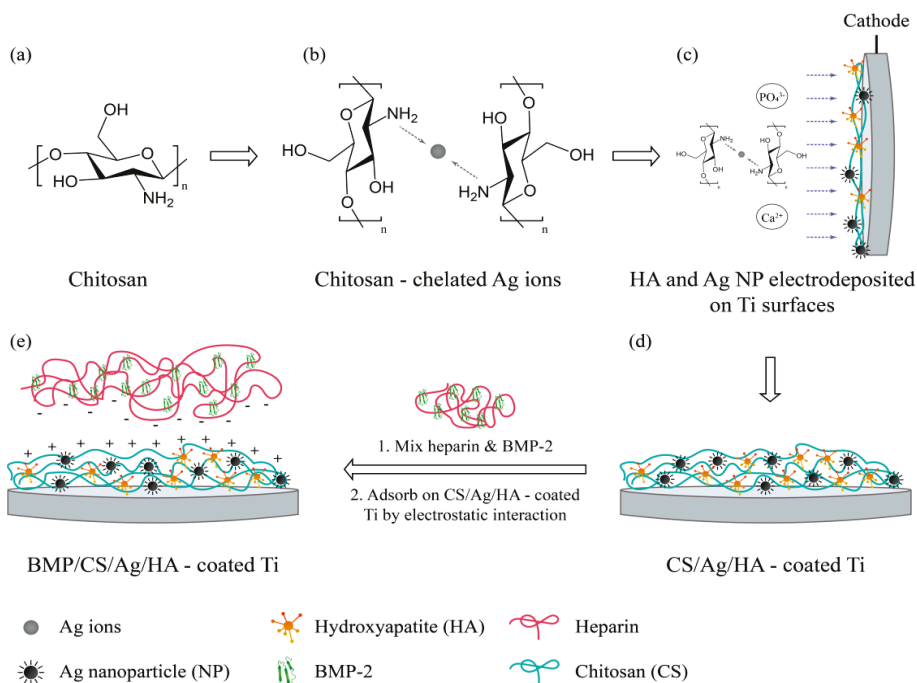 (a)
OH
O
O
HO
NH2
n
Chitosan
(b)
O
NH2
O
HO
OH
O
n
O
HO
O
OH
H2N
O
n
Chitosan - chelated Ag ions
Cathode
(c)
PO₄³⁻
Ca²⁺
HA and Ag NP electrodeposited
on Ti surfaces
(d)
CS/Ag/HA - coated Ti
1. Mix heparin & BMP-2
2. Adsorb on CS/Ag/HA - coated
Ti by electrostatic interaction
(e)
- - - - - - - - - -
+ + + + + + + + + + +
BMP/CS/Ag/HA - coated Ti
Ag ions
Hydroxyapatite (HA)
Heparin
Ag nanoparticle (NP)
BMP-2
Chitosan (CS)